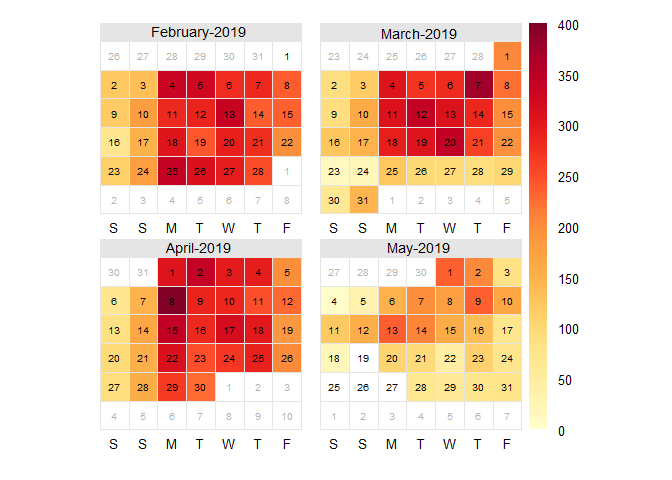 February-2019
26 27 28 29 30 31 1
2 3 4 5 6 7 8
9 10 11 12 13 14 15
16 17 18 19 20 21 22
23 24 25 26 27 28 1
2 3 4 5 6 7 8
S S M T W T F
March-2019
23 24 25 26 27 28 1
2 3 4 5 6 7 8
9 10 11 12 13 14 15
16 17 18 19 20 21 22
23 24 25 26 27 28 29
30 31 1 2 3 4 5
S S M T W T F
April-2019
30 31 1 2 3 4 5
6 7 8 9 10 11 12
13 14 15 16 17 18 19
20 21 22 23 24 25 26
27 28 29 30 1 2 3
4 5 6 7 8 9 10
S S M T W T F
May-2019
27 28 29 30 1 2 3
4 5 6 7 8 9 10
11 12 13 14 15 16 17
18 19 20 21 22 23 24
25 26 27 28 29 30 31
1 2 3 4 5 6 7
S S M T W T F
400
350
300
250
200
150
100
50
0